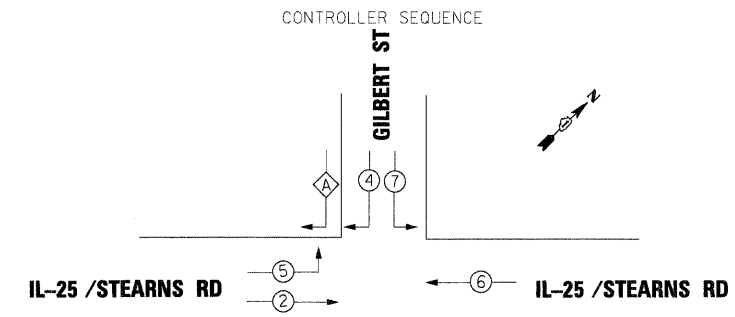 CONTROLLER SEQUENCE
GILBERT ST
N
A
4
7
5
IL-25 /STEARNS RD
2
6
IL-25 /STEARNS RD